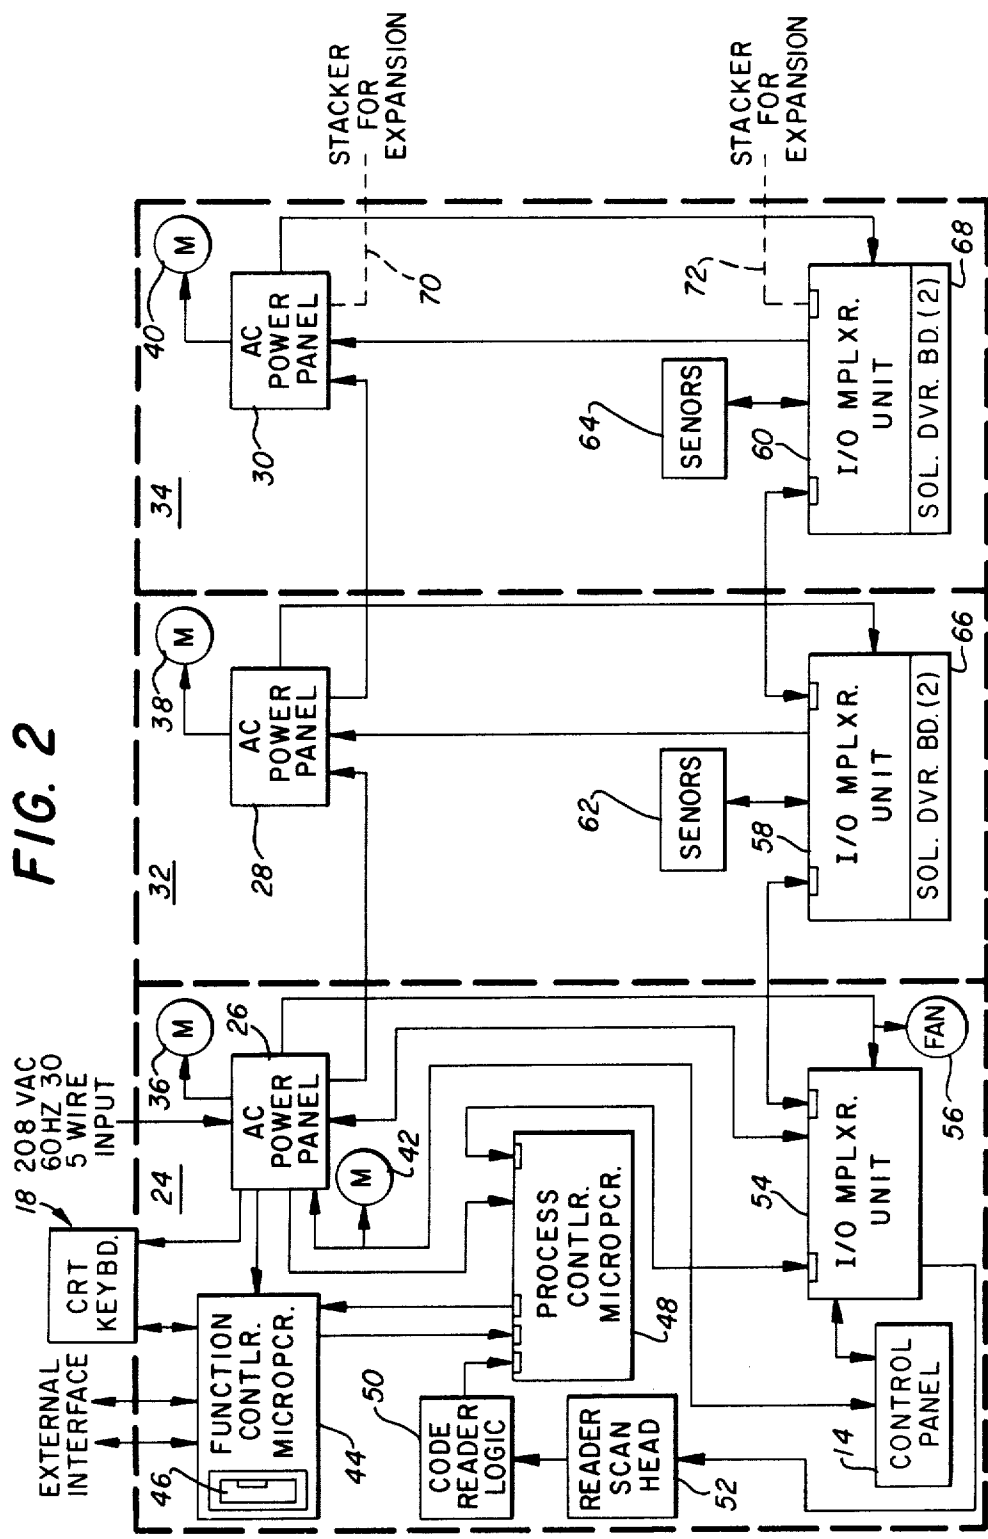 FIG. 2
18
208 VAC
60HZ 30
5 WIRE
INPUT
EXTERNAL
INTERFACE
CRT
KEYBD.
24
36
M
26
AC
POWER
PANEL
M
42
46
FUNCTION
CONTLR.
MICROPCR.
44
50
CODE
READER
LOGIC
PROCESS
CONTLR.
MICROPCR.
48
READER
SCAN
HEAD
52
54
I/O MPLXR.
UNIT
FAN
56
14
CONTROL
PANEL
32
38
M
AC
POWER
PANEL
28
62
SENORS
58
I/O MPLXR.
UNIT
SOL. DVR. BD.(2)
66
34
40
M
AC
POWER
PANEL
30
70
STACKER
FOR
EXPANSION
64
SENORS
72
STACKER
FOR
EXPANSION
60
I/O MPLXR.
UNIT
SOL. DVR. BD.(2)
68